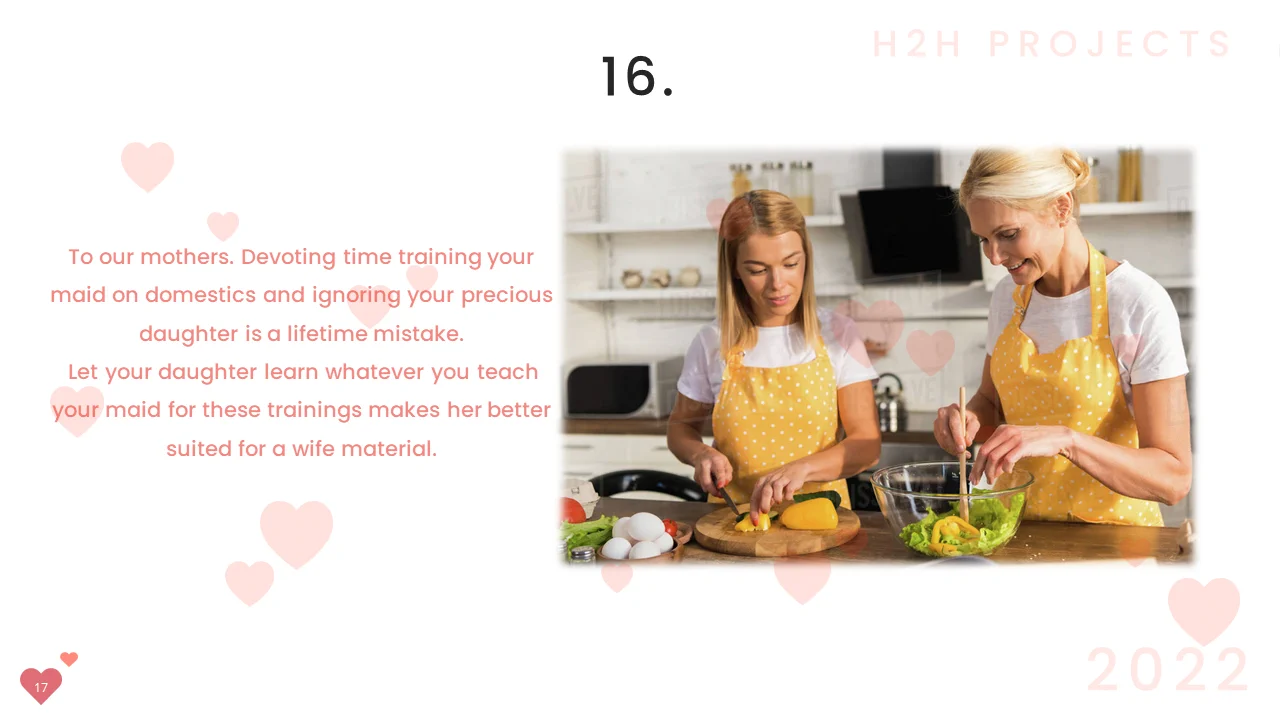 H2H PROJECTS
16.
To our mothers. Devoting time training your
maid on domestics and ignoring your precious
daughter is a lifetime mistake.
Let your daughter learn whatever you teach
your maid for these trainings makes her better
suited for a wife material.
2022
17